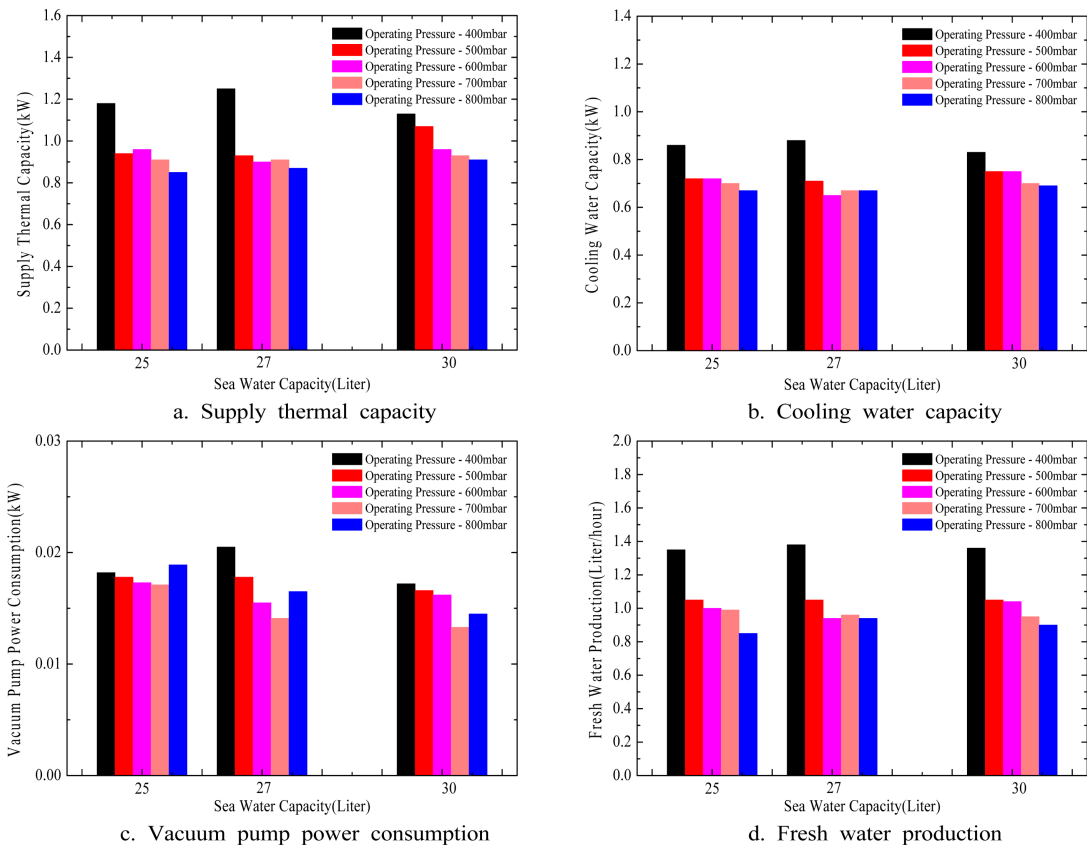 1.6
1.4
1.2
1.0
0.8
0.6
0.4
0.2
0.0
Supply Thermal Capacity(kW)
Operating Pressure - 400mbar
Operating Pressure - 500mbar
Operating Pressure - 600mbar
Operating Pressure - 700mbar
Operating Pressure - 800mbar
25 27 30
Sea Water Capacity(Liter)
a. Supply thermal capacity
1.4
1.2
1.0
0.8
0.6
0.4
0.2
0.0
Cooling Water Capacity(kW)
Operating Pressure - 400mbar
Operating Pressure - 500mbar
Operating Pressure - 600mbar
Operating Pressure - 700mbar
Operating Pressure - 800mbar
25 27 30
Sea Water Capacity(Liter)
b. Cooling water capacity
0.03
0.02
0.01
0.00
Vacuum Pump Power Consumption(kW)
Operating Pressure - 400mbar
Operating Pressure - 500mbar
Operating Pressure - 600mbar
Operating Pressure - 700mbar
Operating Pressure - 800mbar
25 27 30
Sea Water Capacity(Liter)
c. Vacuum pump power consumption
2.0
1.8
1.6
1.4
1.2
1.0
0.8
0.6
0.4
0.2
0.0
Fresh Water Production(Liter/hour)
Operating Pressure - 400mbar
Operating Pressure - 500mbar
Operating Pressure - 600mbar
Operating Pressure - 700mbar
Operating Pressure - 800mbar
25 27 30
Sea Water Capacity(Liter)
d. Fresh water production